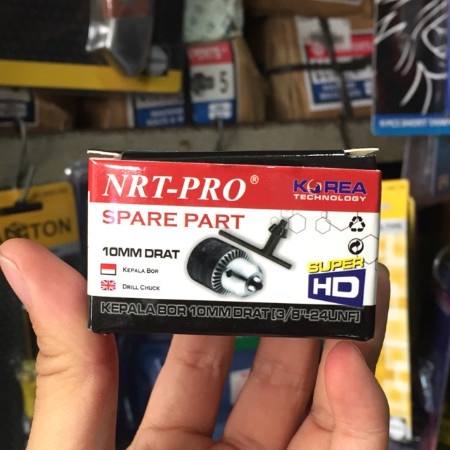 NRT-PRO®
KOREA
TECHNOLOGY
SPARE PART
10MM DRAT
KEPALA BOR
DRILL CHUCK
SUPER
HD
KEPALA BOR 10MM DRAT [3/8"-24UNF]
5